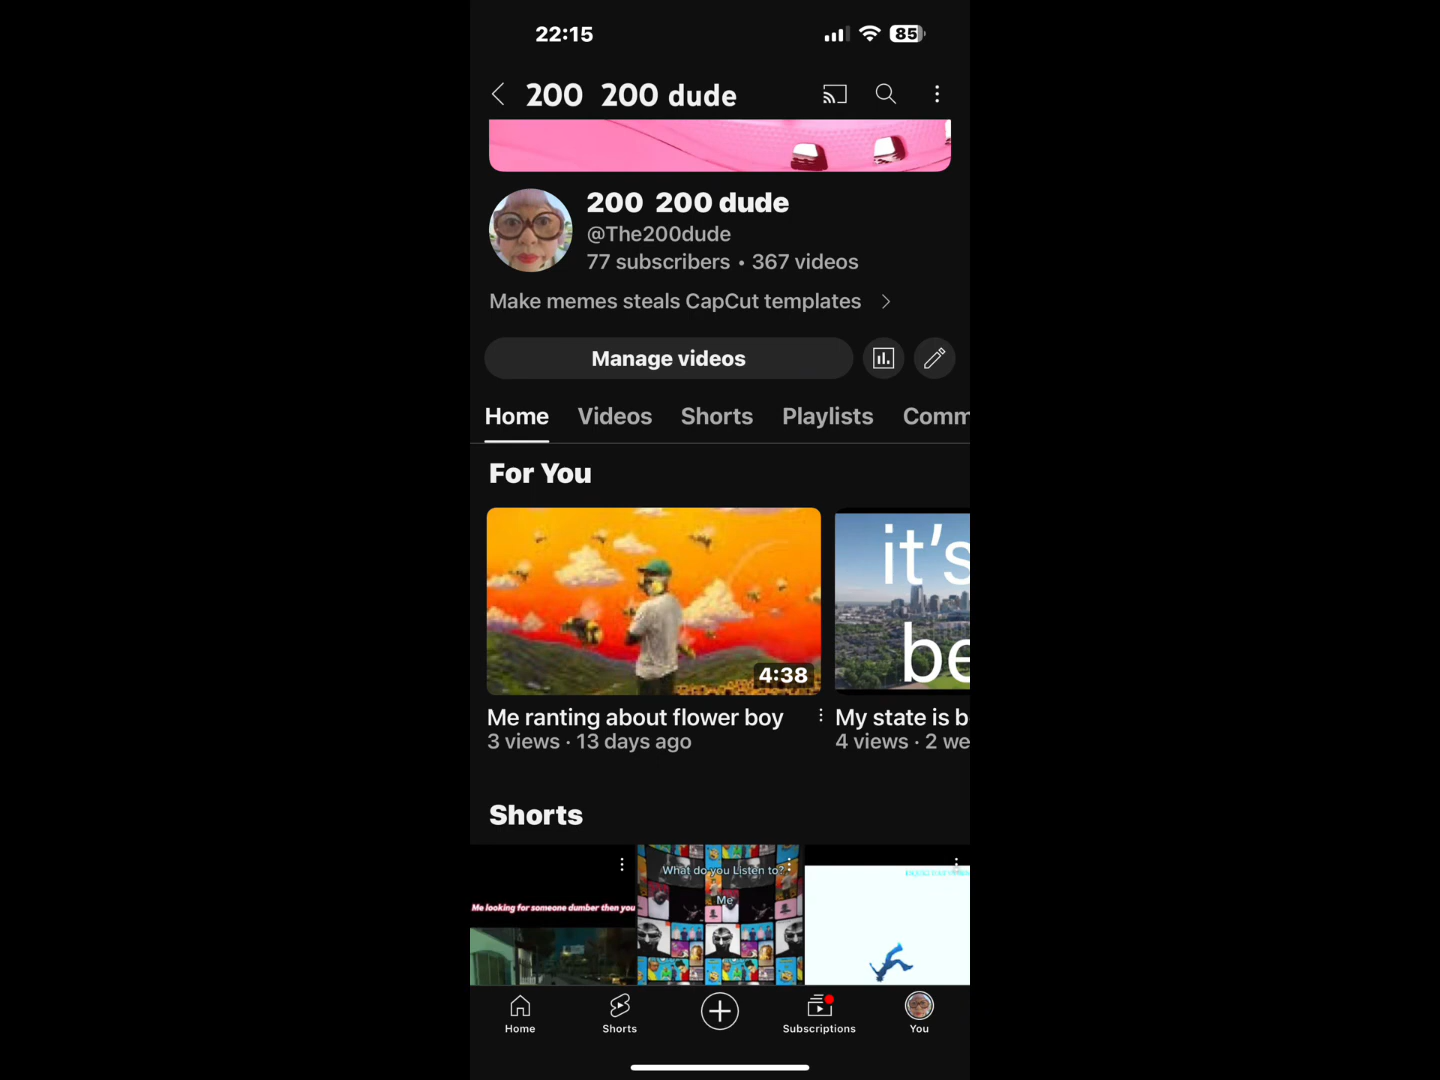 22:15
85
200  200 dude
200  200 dude
@The200dude
77 subscribers • 367 videos
Make memes steals CapCut templates
Manage videos
Home Videos Shorts Playlists Comm
For You
it's
be
4:38
Me ranting about flower boy
3 views · 13 days ago
My state is b
4 views · 2 we
Shorts
Me looking for someone dumber then you
What do you Listen to?
Me
Home Shorts Subscriptions You